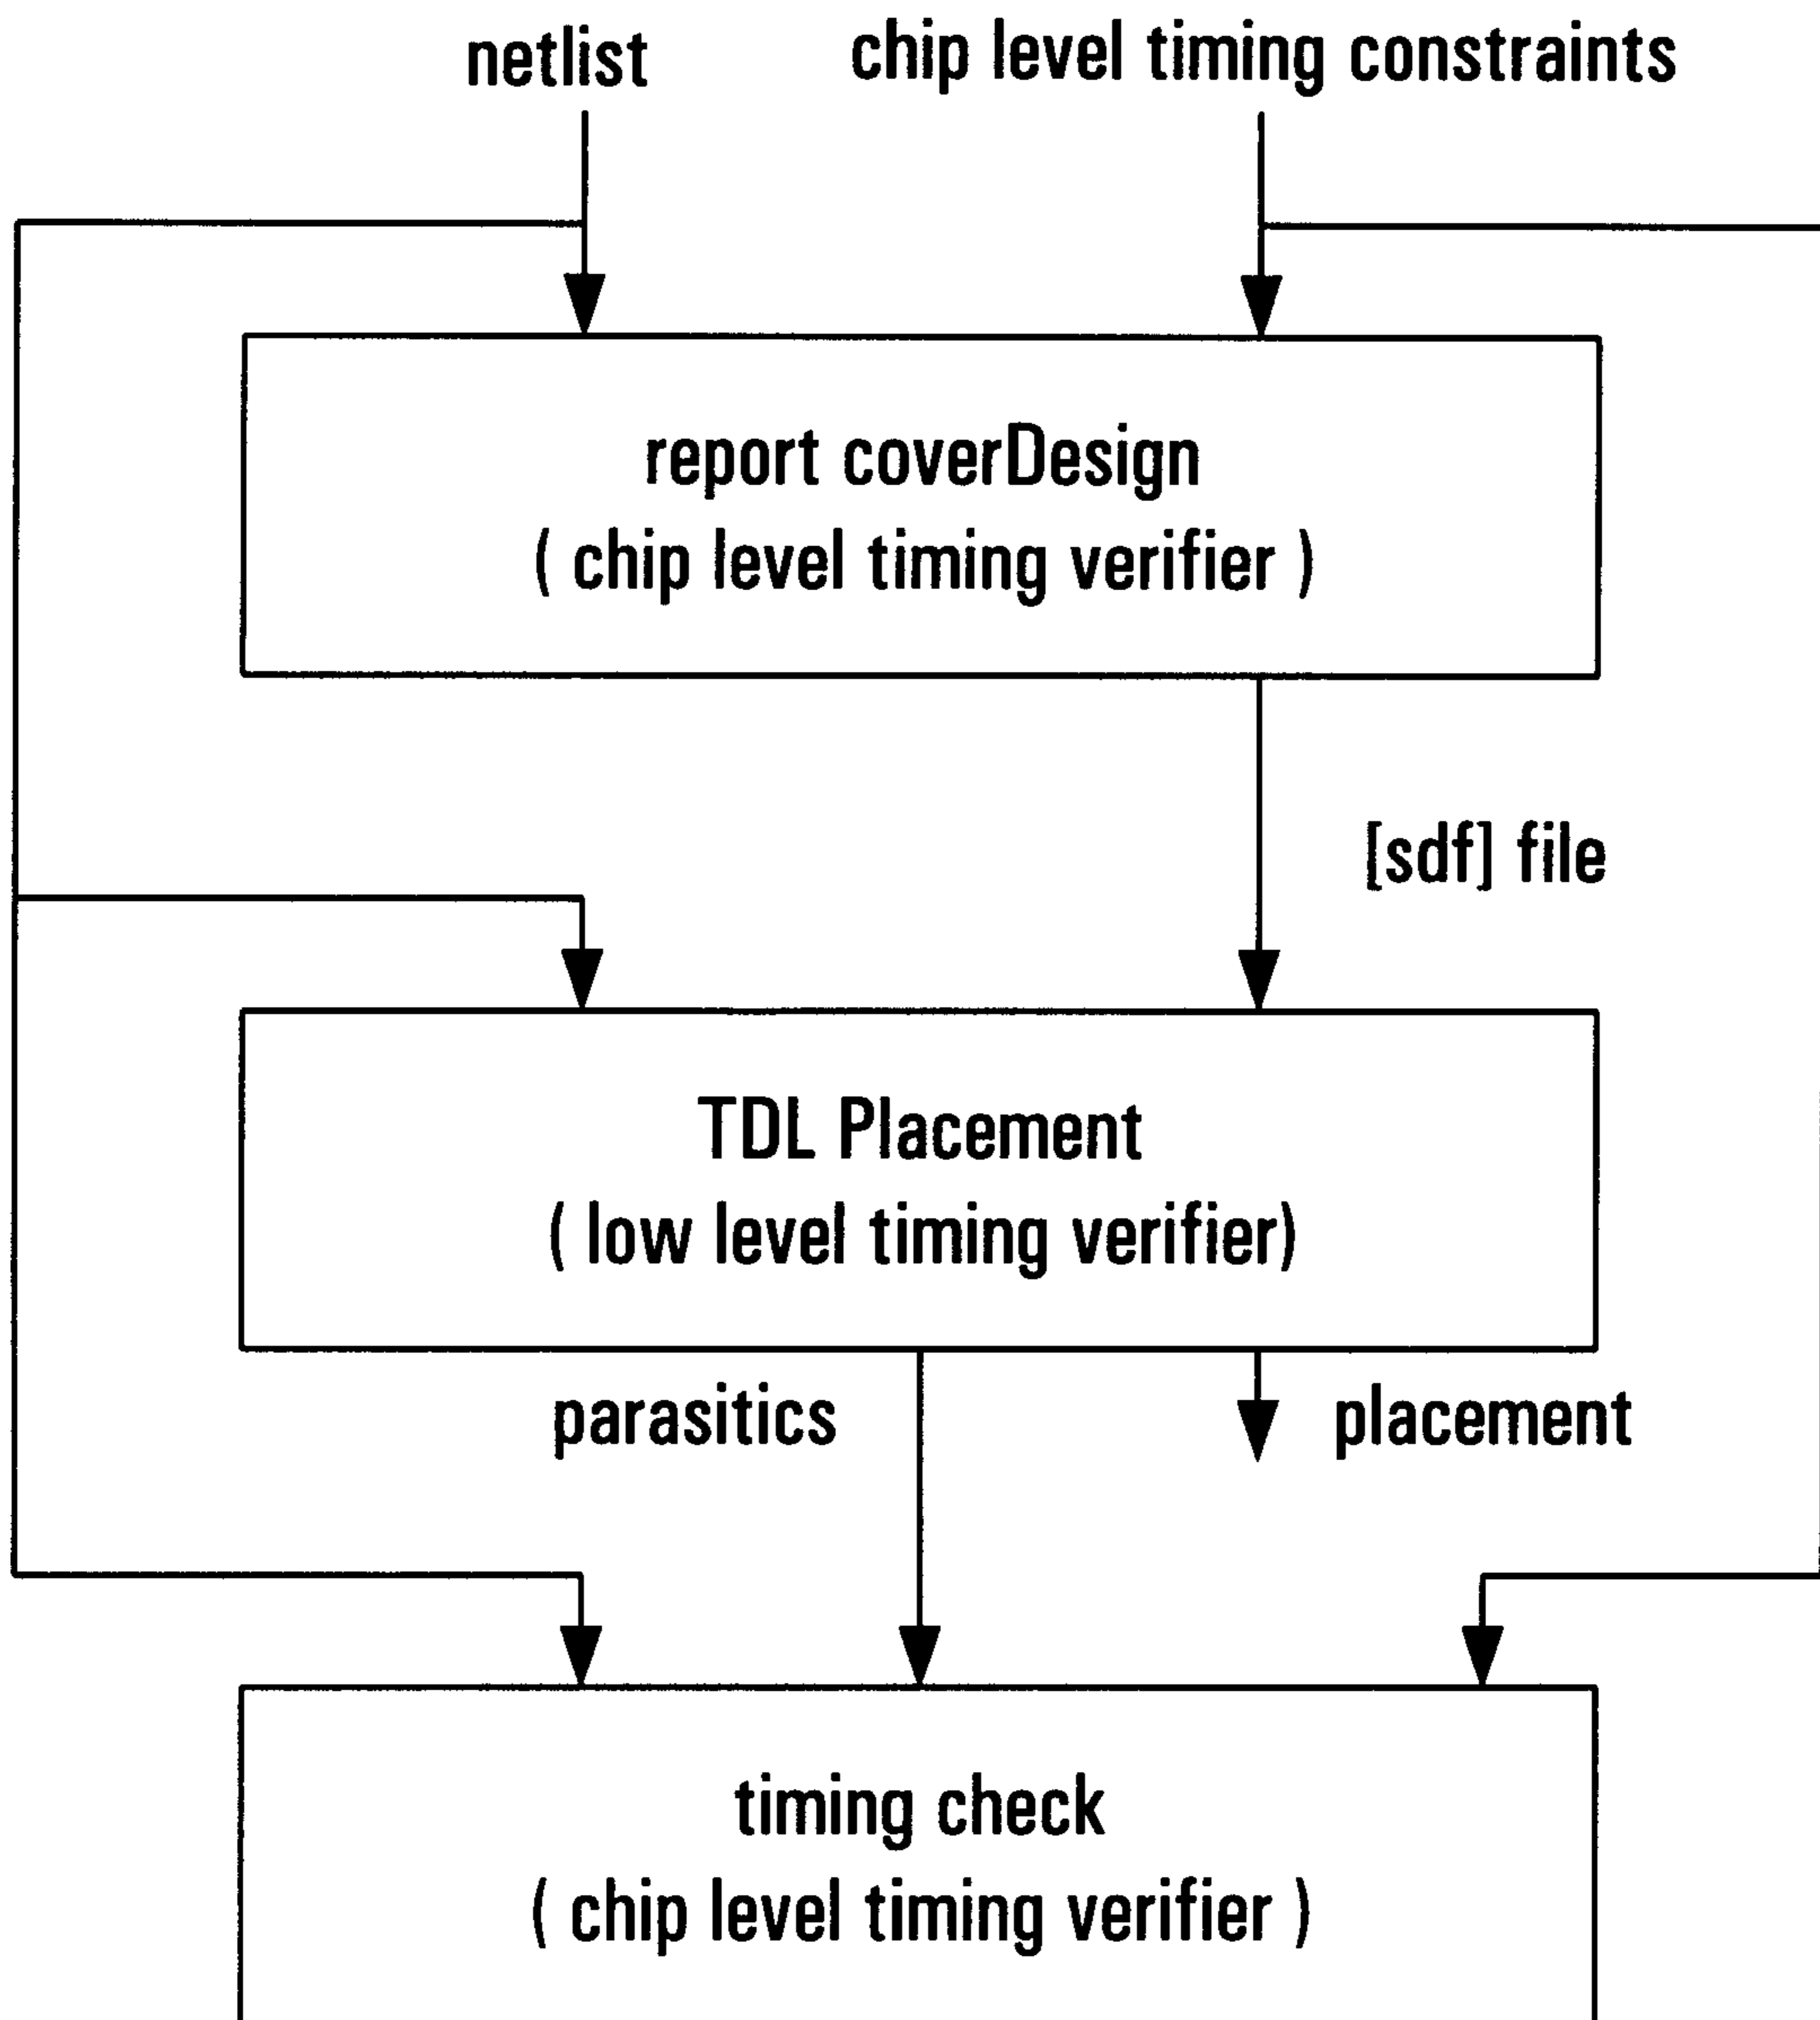 netlist
chip level timing constraints
report coverDesign
( chip level timing verifier )
[sdf] file
TDL Placement
( low level timing verifier)
parasitics
placement
timing check
( chip level timing verifier )